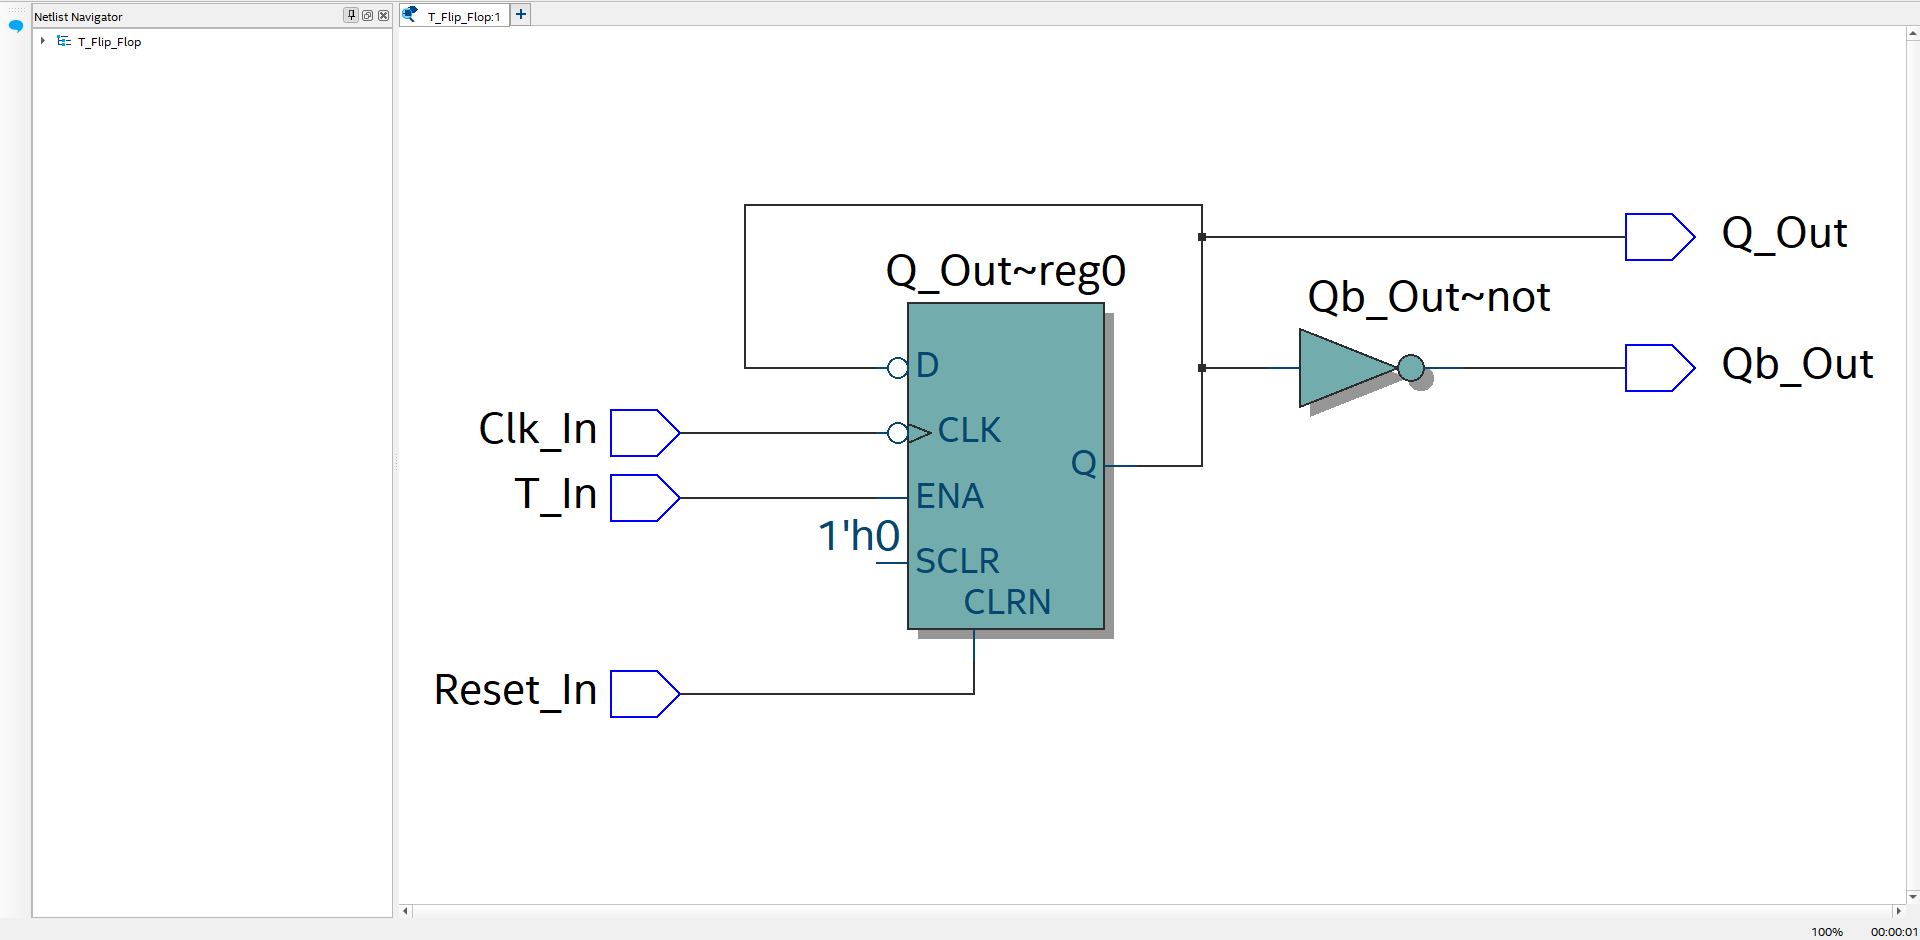 Netlist Navigator
T_Flip_Flop:1
T_Flip_Flop
Q_Out
Q_Out~reg0
Qb_Out~not
D
Qb_Out
Clk_In
CLK
Q
T_In
ENA
1'h0
SCLR
CLRN
Reset_In
100%
00:00:01